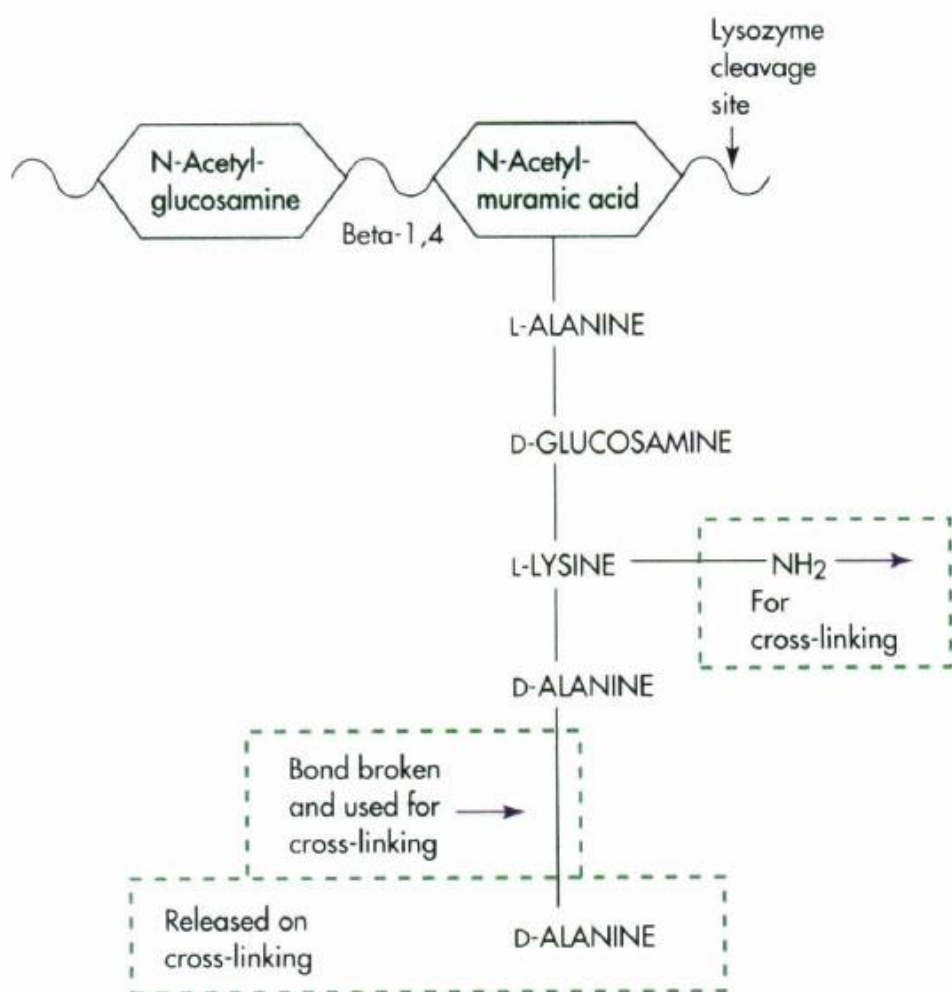 Lysozyme
cleavage
site
N-Acetyl-
glucosamine
N-Acetyl-
muramic acid
Beta-1,4
L-ALANINE
D-GLUCOSAMINE
L-LYSINE
NH₂
For
cross-linking
D-ALANINE
Bond broken
and used for
cross-linking
Released on
cross-linking
D-ALANINE